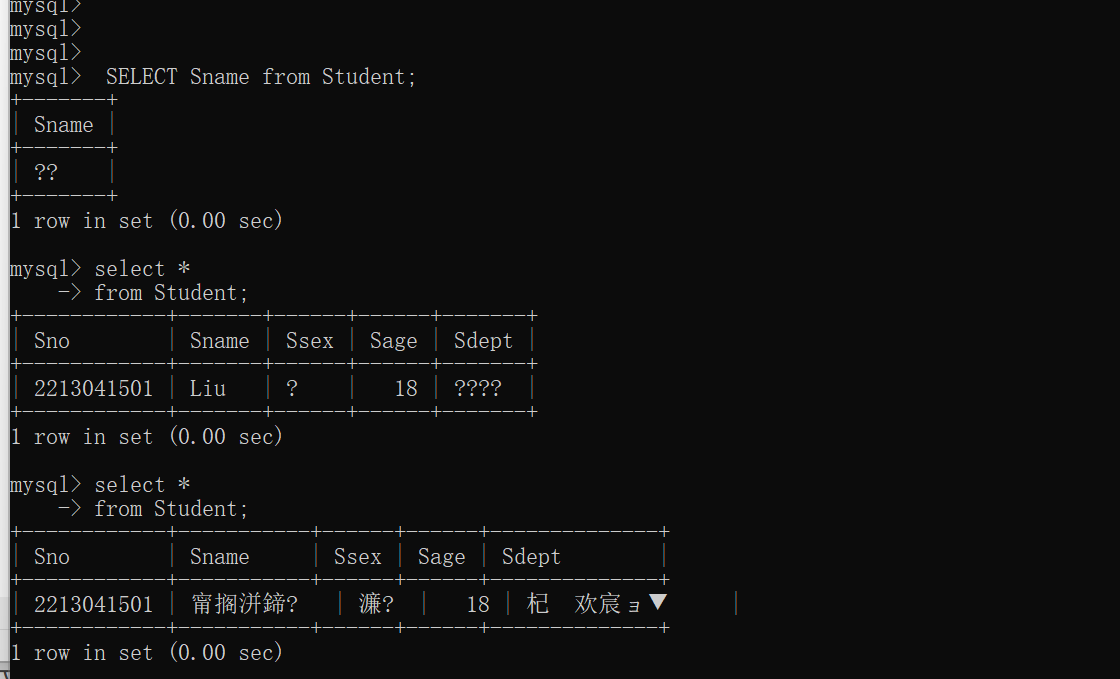 mysql>
mysql>
mysql>
mysql>  SELECT Sname from Student;
+-------+
| Sname |
+-------+
| ??    |
+-------+
1 row in set (0.00 sec)
mysql> select *
    -> from Student;
+------------+-------+------+------+-------+
| Sno        | Sname | Ssex | Sage | Sdept |
+------------+-------+------+------+-------+
| 2213041501 | Liu   | ?    |   18 | ????  |
+------------+-------+------+------+-------+
1 row in set (0.00 sec)
mysql> select *
    -> from Student;
+------------+-----------+------+------+--------------+
| Sno        | Sname     | Ssex | Sage | Sdept        |
+------------+-----------+------+------+--------------+
| 2213041501 | 甯搁洴鍗?   | 濂? |   18 | 杞  欢宸ョ▼     |
+------------+-----------+------+------+--------------+
1 row in set (0.00 sec)